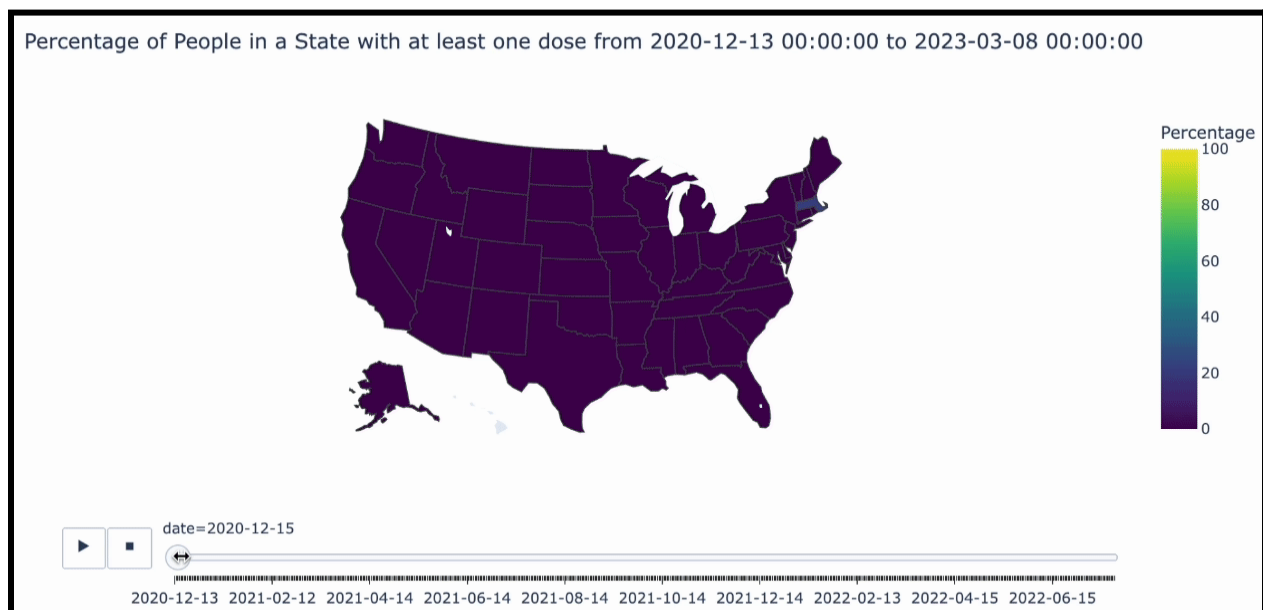 Percentage of People in a State with at least one dose from 2020-12-13 00:00:00 to 2023-03-08 00:00:00
Percentage
100
80
60
40
20
0
date=2020-12-15
2020-12-13 2021-02-12 2021-04-14 2021-06-14 2021-08-14 2021-10-14 2021-12-14 2022-02-13 2022-04-15 2022-06-15